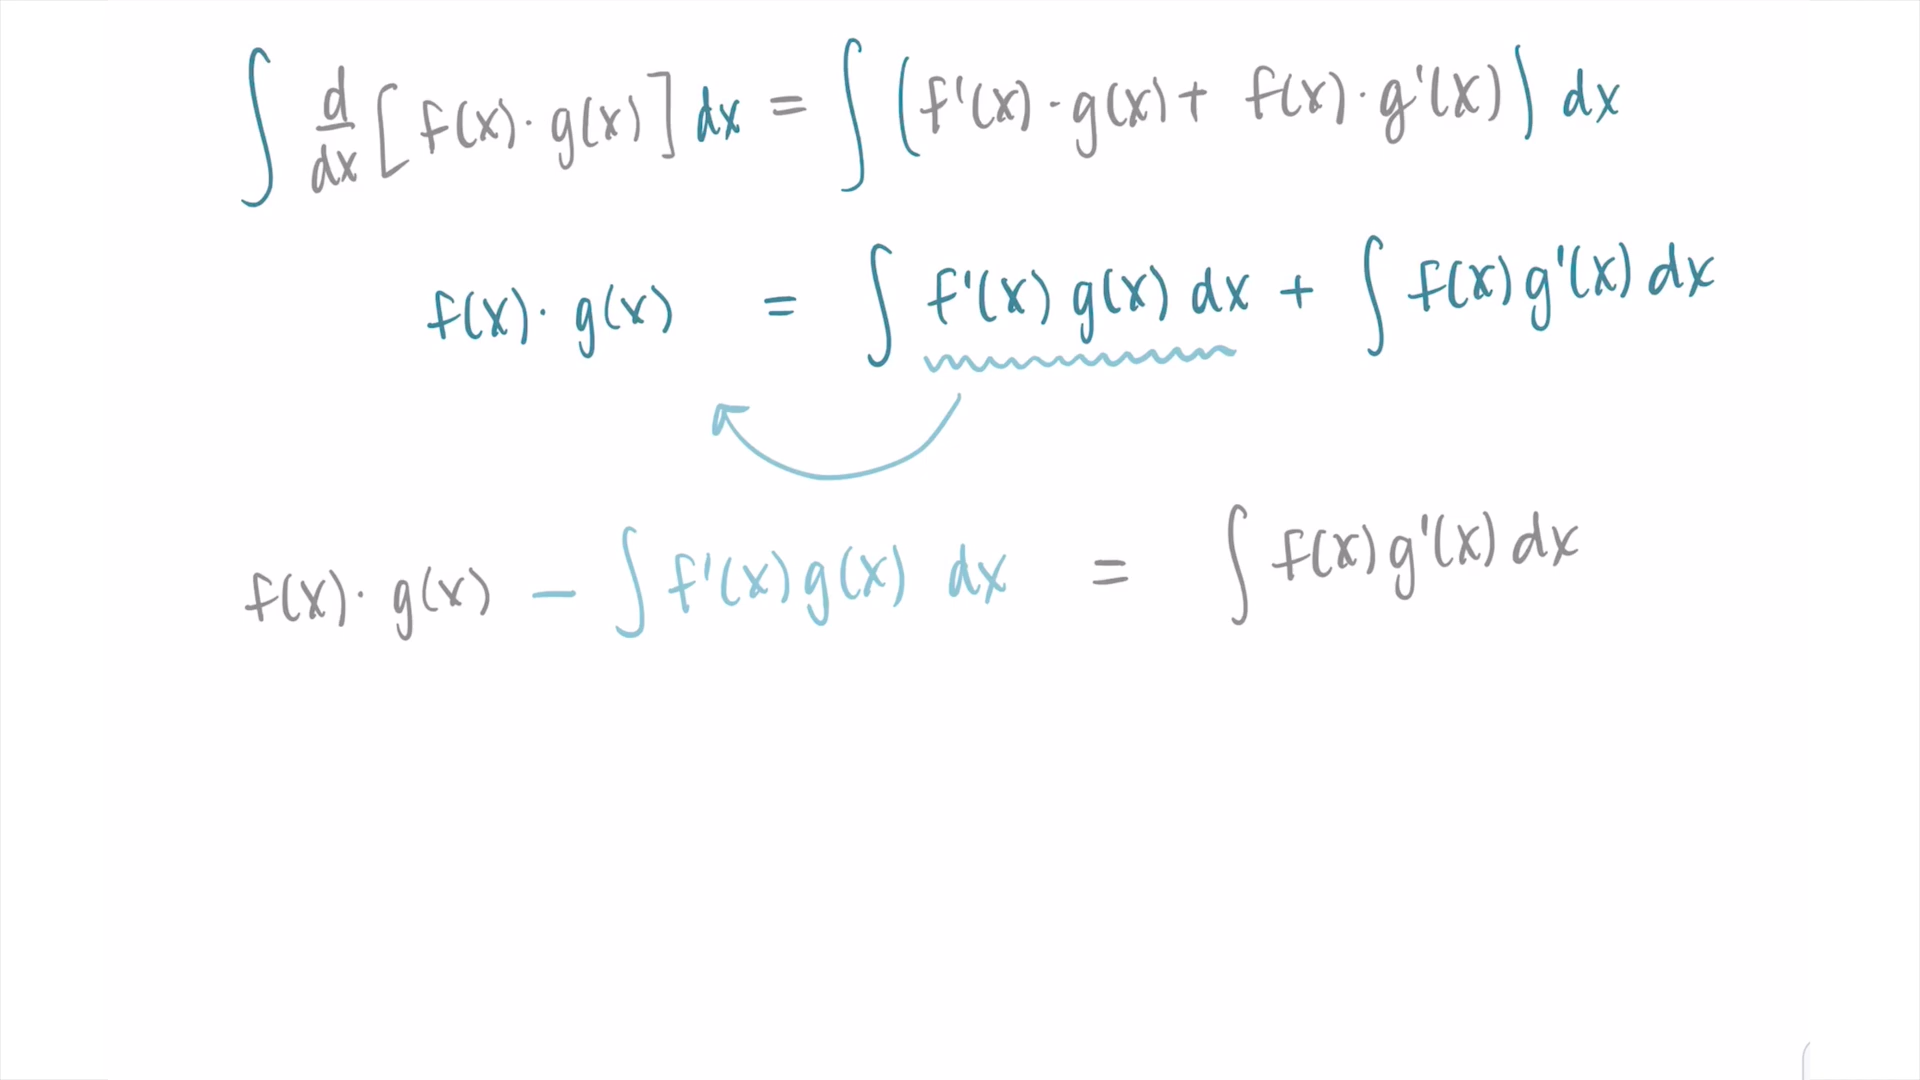 ∫ d/dx [f(x)·g(x)] dx = ∫ (f'(x)·g(x) + f(x)·g'(x)) dx
f(x)·g(x) = ∫ f'(x) g(x) dx + ∫ f(x) g'(x) dx
f(x)·g(x) − ∫ f'(x) g(x) dx = ∫ f(x) g'(x) dx